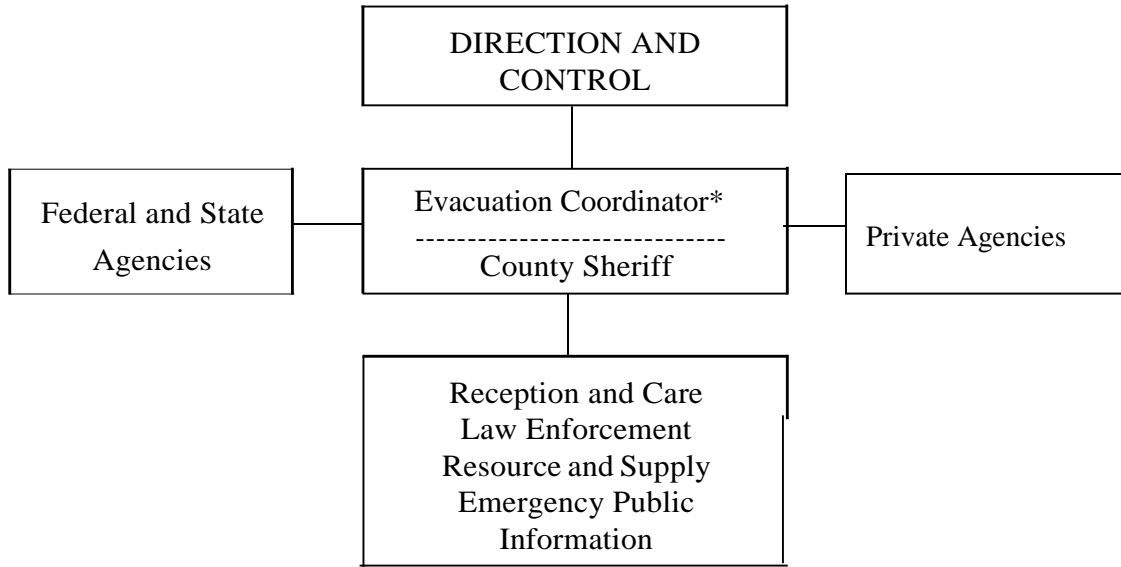 DIRECTION AND
CONTROL
Federal and State
Agencies
Evacuation Coordinator*
------------------------------
County Sheriff
Private Agencies
Reception and Care
Law Enforcement
Resource and Supply
Emergency Public
Information